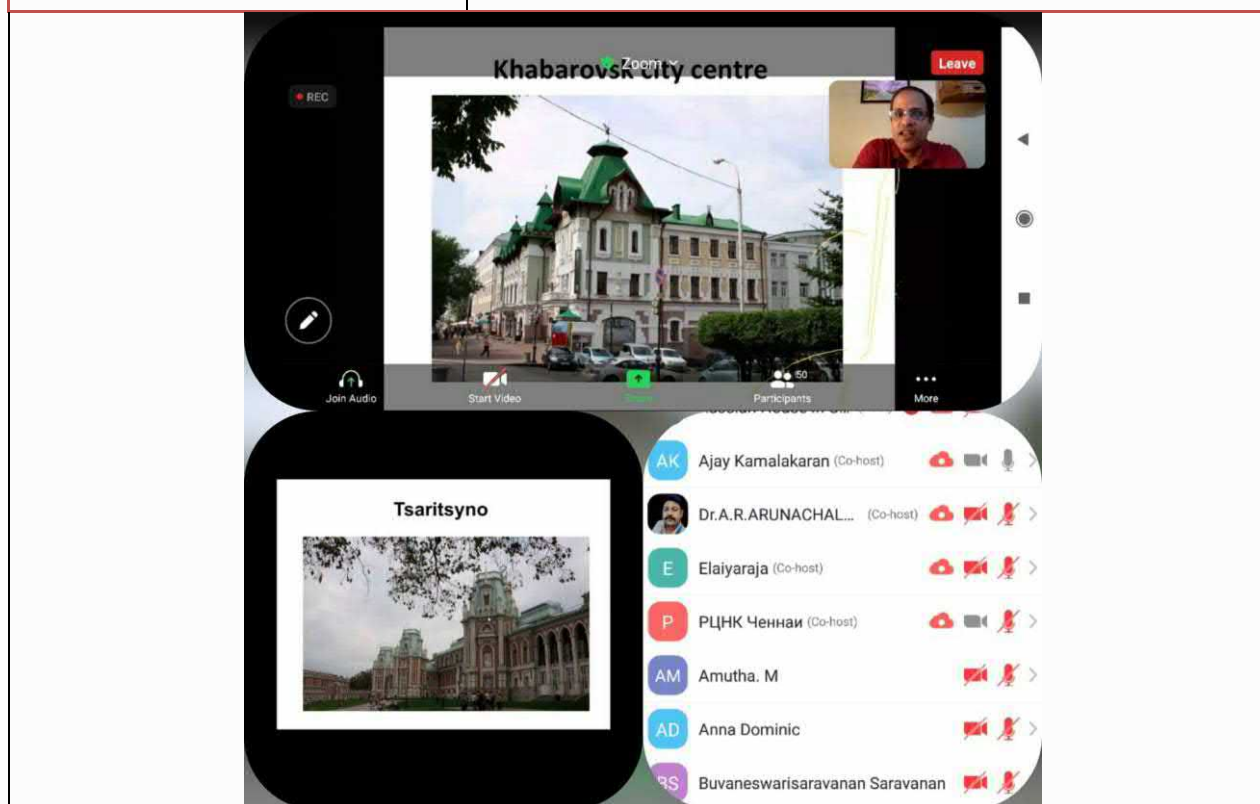 Zoom
Khabarovsk city centre
Leave
REC
50
Join Audio
Start Video
Share
Participants
More
Tsaritsyno
AK
Ajay Kamalakaran (Co-host)
Dr.A.R.ARUNACHAL... (Co-host)
E
Elaiyaraja (Co-host)
P
РЦНК Ченнаи (Co-host)
AM
Amutha. M
AD
Anna Dominic
BS
Buvaneswarisaravanan Saravanan